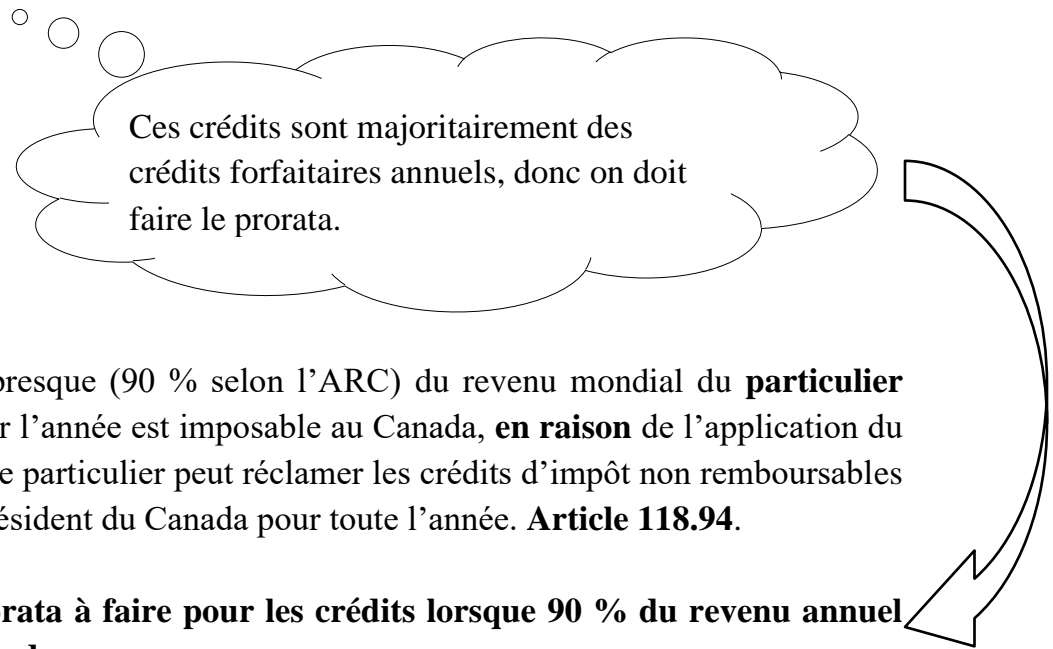 Ces crédits sont majoritairement des
crédits forfaitaires annuels, donc on doit
faire le prorata.
presque (90 % selon l’ARC) du revenu mondial du particulier
l’année est imposable au Canada, en raison de l’application du
particulier peut réclamer les crédits d’impôt non remboursables
du Canada pour toute l’année. Article 118.94.
à faire pour les crédits lorsque 90 % du revenu annuel